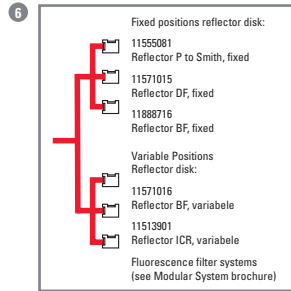 6
Fixed positions reflector disk:
11555081
Reflector P to Smith, fixed
11571015
Reflector DF, fixed
11888716
Reflector BF, fixed
Variable Positions
Reflector disk:
11571016
Reflector BF, variabele
11513901
Reflector ICR, variabele
Fluorescence filter systems
(see Modular System brochure)